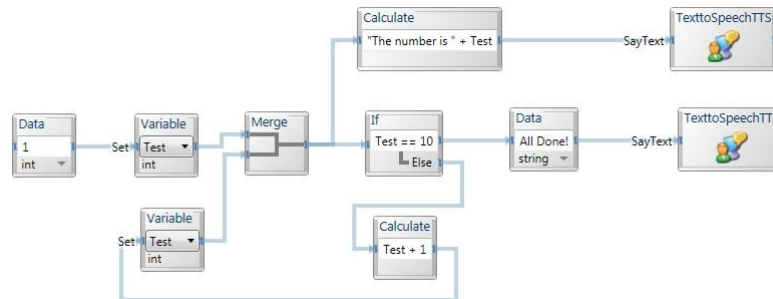 Calculate
"The number is " + Test
SayText
TexttoSpeechTTS
Data
1
int
Set
Variable
Test
int
Merge
If
Test == 10
Else
Data
All Done!
string
SayText
TexttoSpeechTT
Set
Variable
Test
int
Calculate
Test + 1